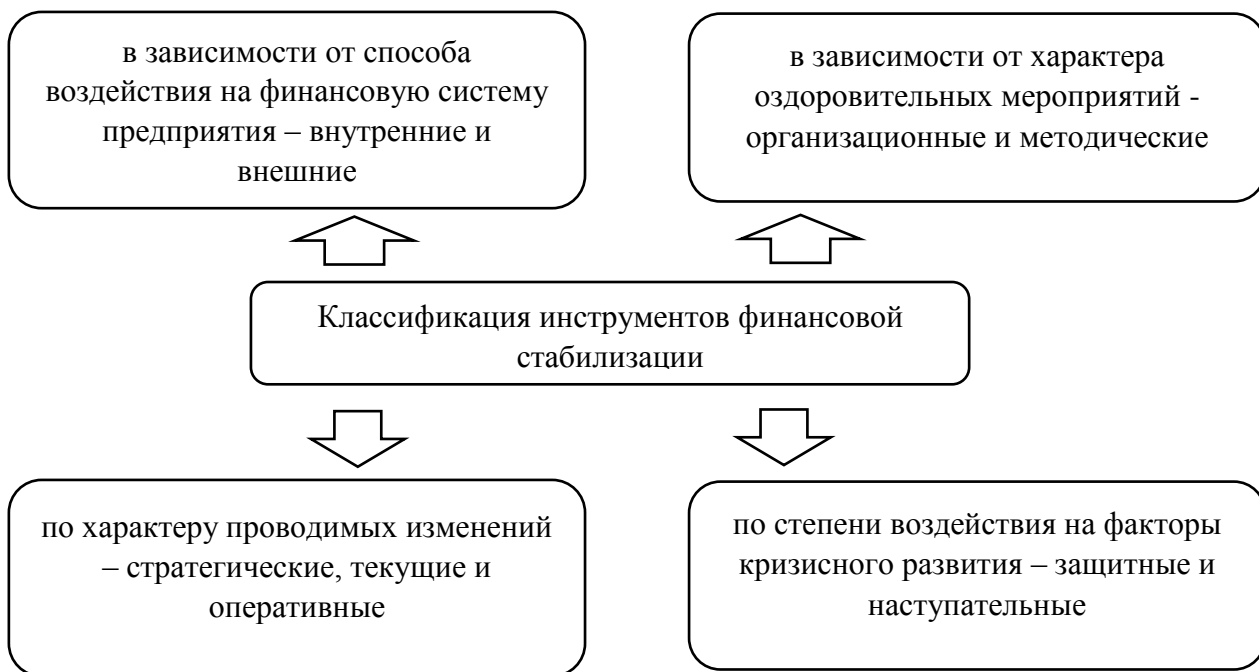 в зависимости от способа
воздействия на финансовую систему
предприятия – внутренние и
внешние
в зависимости от характера
оздоровительных мероприятий -
организационные и методические
Классификация инструментов финансовой
стабилизации
по характеру проводимых изменений
– стратегические, текущие и
оперативные
по степени воздействия на факторы
кризисного развития – защитные и
наступательные